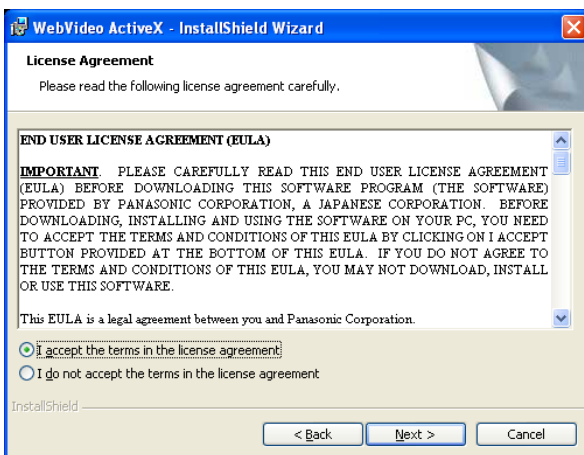 WebVideo ActiveX - InstallShield Wizard
License Agreement
Please read the following license agreement carefully.
END USER LICENSE AGREEMENT (EULA)
IMPORTANT. PLEASE CAREFULLY READ THIS END USER LICENSE AGREEMENT
(EULA) BEFORE DOWNLOADING THIS SOFTWARE PROGRAM (THE SOFTWARE)
PROVIDED BY PANASONIC CORPORATION, A JAPANESE CORPORATION. BEFORE
DOWNLOADING, INSTALLING AND USING THE SOFTWARE ON YOUR PC, YOU NEED
TO ACCEPT THE TERMS AND CONDITIONS OF THIS EULA BY CLICKING ON I ACCEPT
BUTTON PROVIDED AT THE BOTTOM OF THIS EULA. IF YOU DO NOT AGREE TO
THE TERMS AND CONDITIONS OF THIS EULA, YOU MAY NOT DOWNLOAD, INSTALL
OR USE THIS SOFTWARE.
This EULA is a legal agreement between you and Panasonic Corporation.
I accept the terms in the license agreement
I do not accept the terms in the license agreement
InstallShield
< Back Next > Cancel